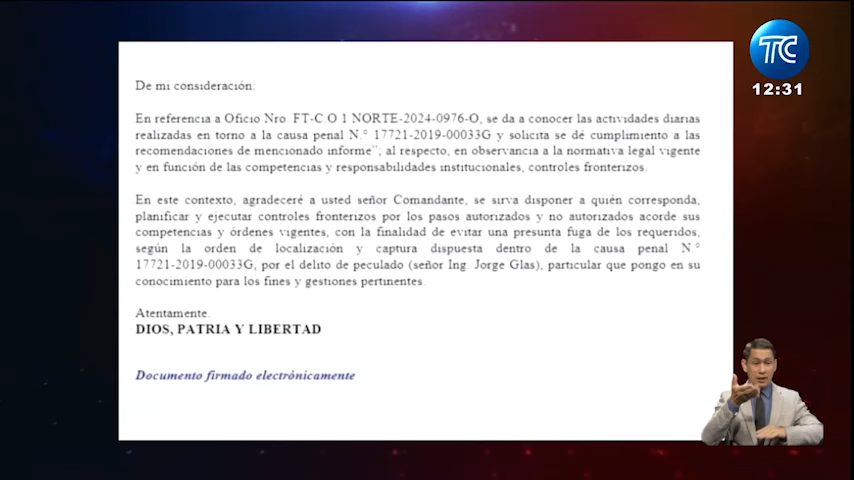 TC
12:31
De mi consideración:
En referencia a Oficio Nro. FT-C.O 1 NORTE-2024-0976-O, se da a conocer las actividades diarias
realizadas en torno a la causa penal N.° 17721-2019-00033G y solicita se dé cumplimiento a las
recomendaciones de mencionado informe”; al respecto, en observancia a la normativa legal vigente
y en función de las competencias y responsabilidades institucionales, controles fronterizos.
En este contexto, agradeceré a usted señor Comandante, se sirva disponer a quién corresponda,
planificar y ejecutar controles fronterizos por los pasos autorizados y no autorizados acorde sus
competencias y órdenes vigentes, con la finalidad de evitar una presunta fuga de los requeridos,
según la orden de localización y captura dispuesta dentro de la causa penal N.°
17721-2019-00033G, por el delito de peculado (señor Ing. Jorge Glas), particular que pongo en su
conocimiento para los fines y gestiones pertinentes.
Atentamente.
DIOS, PATRIA Y LIBERTAD
Documento firmado electrónicamente